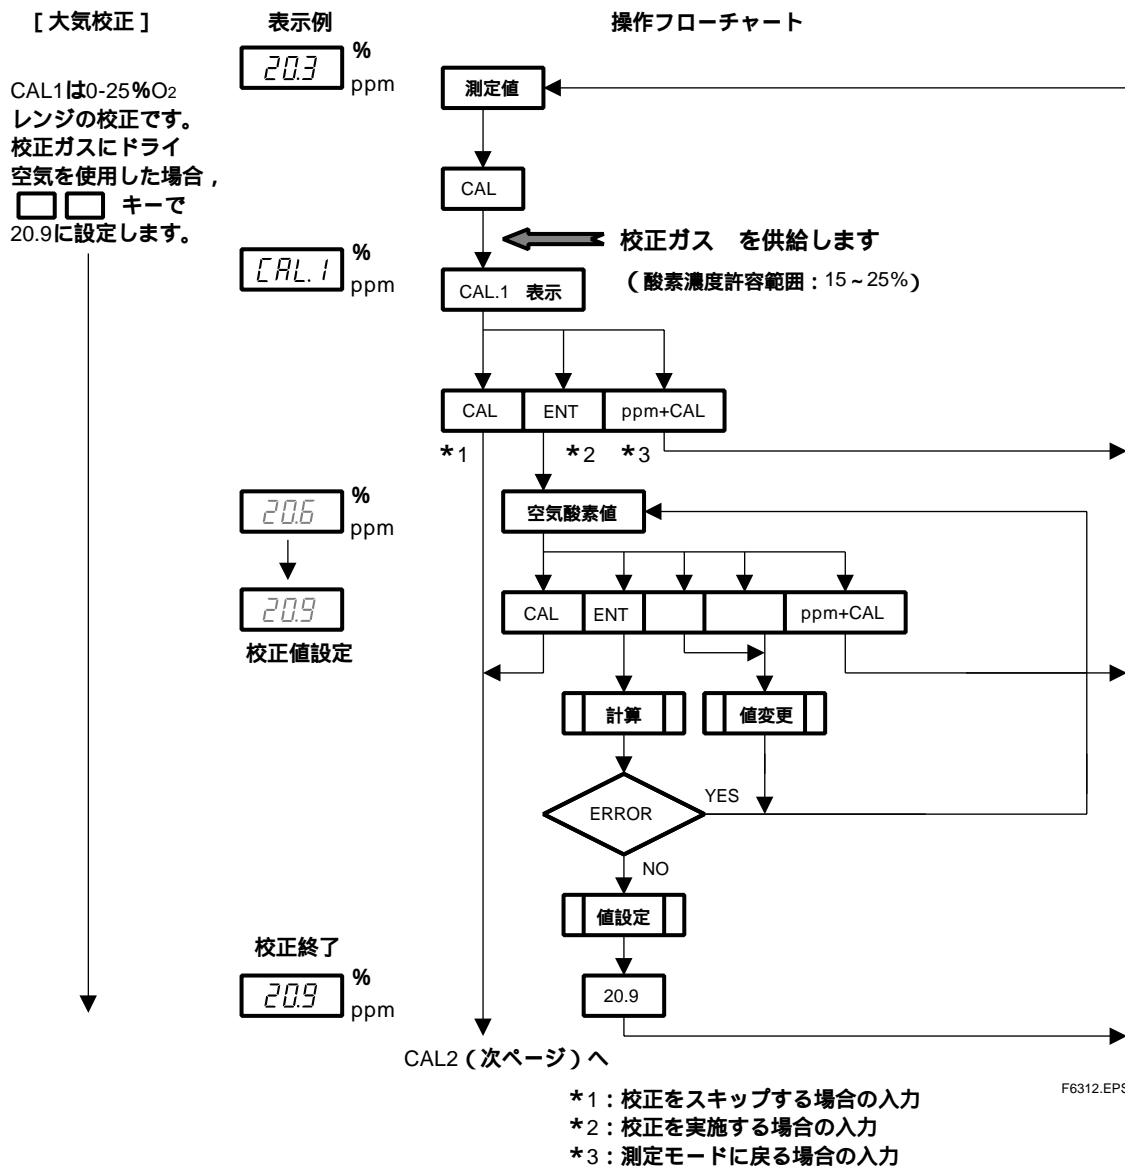 [ 大気校正 ]
表示例
操作フローチャート
20.3
%
ppm
CAL1は0-25%O2
レンジの校正です。
校正ガスにドライ
空気を使用した場合，
キーで
20.9に設定します。
測定値
CAL
校正ガス　を供給します
（酸素濃度許容範囲：15～25%）
CAL.1
%
ppm
CAL.1　表示
CAL
ENT
ppm+CAL
*1
*2
*3
20.6
%
ppm
空気酸素値
20.9
校正値設定
CAL
ENT
ppm+CAL
計算
値変更
ERROR
YES
NO
値設定
校正終了
20.9
%
ppm
20.9
CAL2（次ページ）へ
F6312.EPS
*1：校正をスキップする場合の入力
*2：校正を実施する場合の入力
*3：測定モードに戻る場合の入力